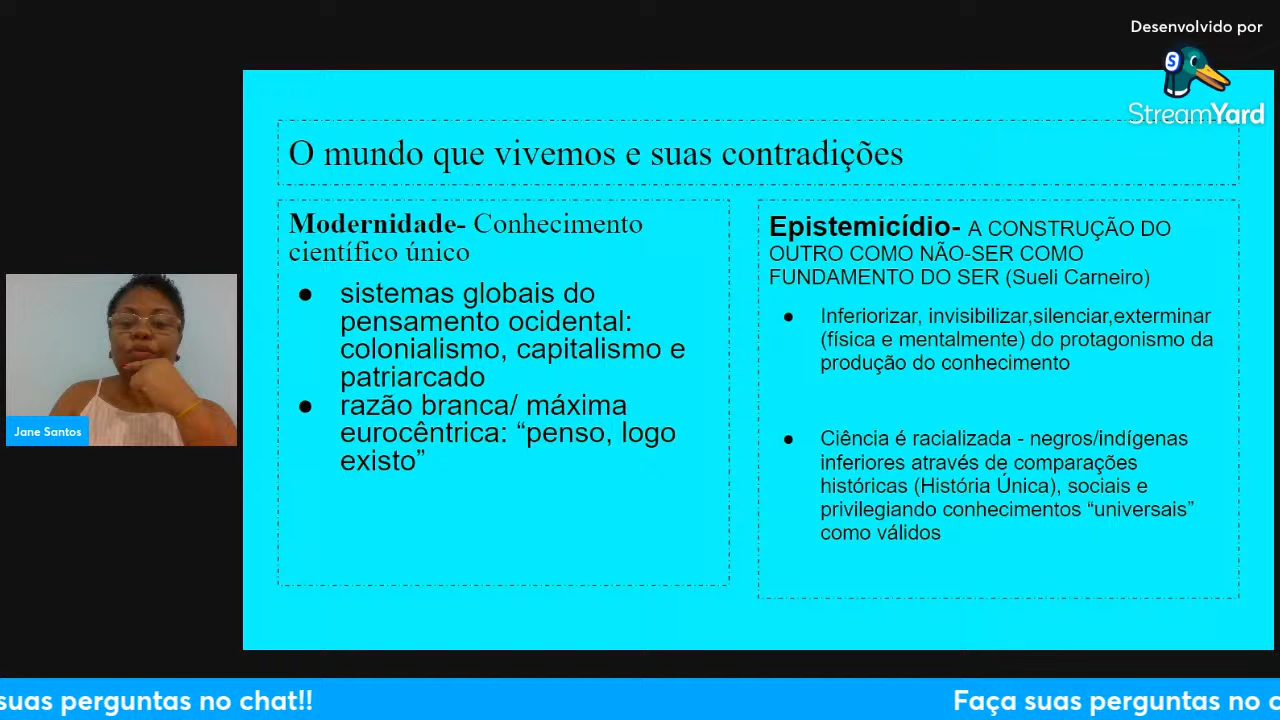 Desenvolvido por
StreamYard
O mundo que vivemos e suas contradições
Modernidade- Conhecimento
científico único
● sistemas globais do
pensamento ocidental:
colonialismo, capitalismo e
patriarcado
● razão branca/ máxima
eurocêntrica: “penso, logo
existo”
Epistemicídio- A CONSTRUÇÃO DO
OUTRO COMO NÃO-SER COMO
FUNDAMENTO DO SER (Sueli Carneiro)
● Inferiorizar, invisibilizar,silenciar,exterminar
(física e mentalmente) do protagonismo da
produção do conhecimento
● Ciência é racializada - negros/indígenas
inferiores através de comparações
históricas (História Única), sociais e
privilegiando conhecimentos “universais”
como válidos
Jane Santos
suas perguntas no chat!!
Faça suas perguntas no c